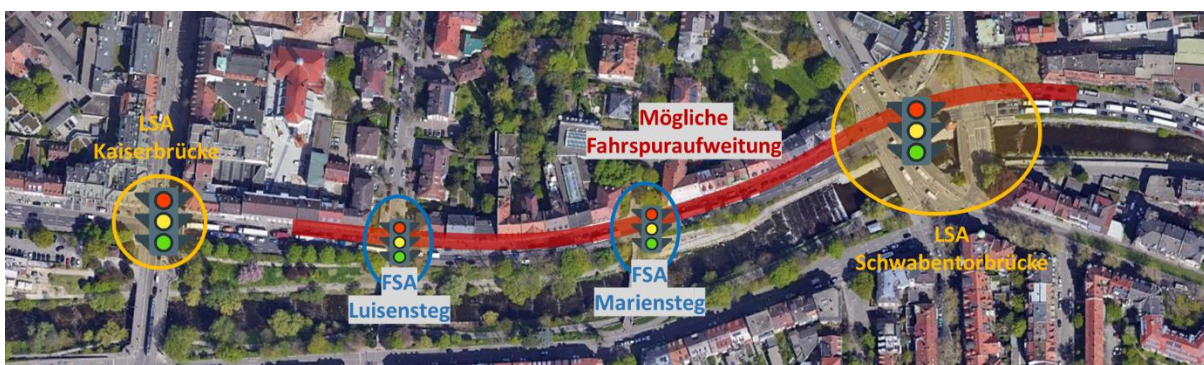 LSA
Kaiserbrücke
FSA
Luisensteg
Mögliche
Fahrspuraufweitung
FSA
Mariensteg
LSA
Schwabentorbrücke